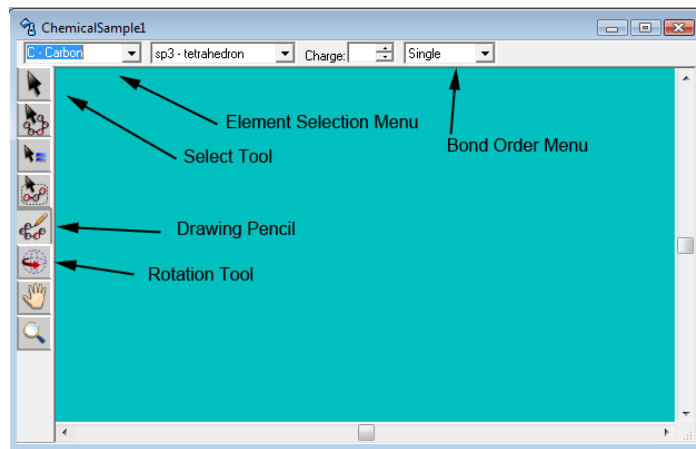 ChemicalSample1
C - Carbon sp3 - tetrahedron Charge: Single
Element Selection Menu
Bond Order Menu
Select Tool
Drawing Pencil
Rotation Tool